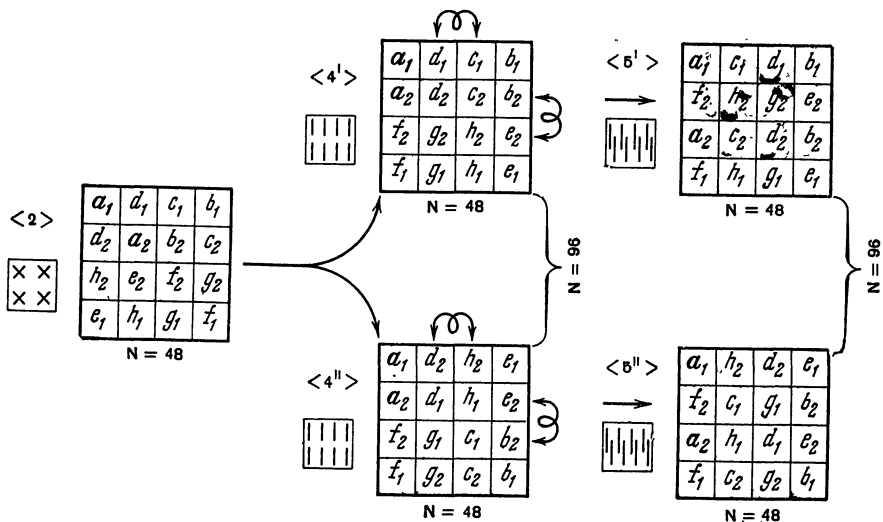 <4ᴵ>
a₁ d₁ c₁ b₁
a₂ d₂ c₂ b₂
f₂ g₂ h₂ e₂
f₁ g₁ h₁ e₁
N = 48
<5ᴵ>
a₁ c₁ d₁ b₁
f₂ h₂ g₂ e₂
a₂ c₂ d₂ b₂
f₁ h₁ g₁ e₁
N = 48
<2>
a₁ d₁ c₁ b₁
d₂ a₂ b₂ c₂
h₂ e₂ f₂ g₂
e₁ h₁ g₁ f₁
N = 48
N = 96
N = 96
<4ᴵᴵ>
a₁ d₂ h₂ e₁
a₂ d₁ h₁ e₂
f₂ g₁ c₁ b₂
f₁ g₂ c₂ b₁
N = 48
<5ᴵᴵ>
a₁ h₂ d₂ e₁
f₂ c₁ g₁ b₂
a₂ h₁ d₁ e₂
f₁ c₂ g₂ b₁
N = 48